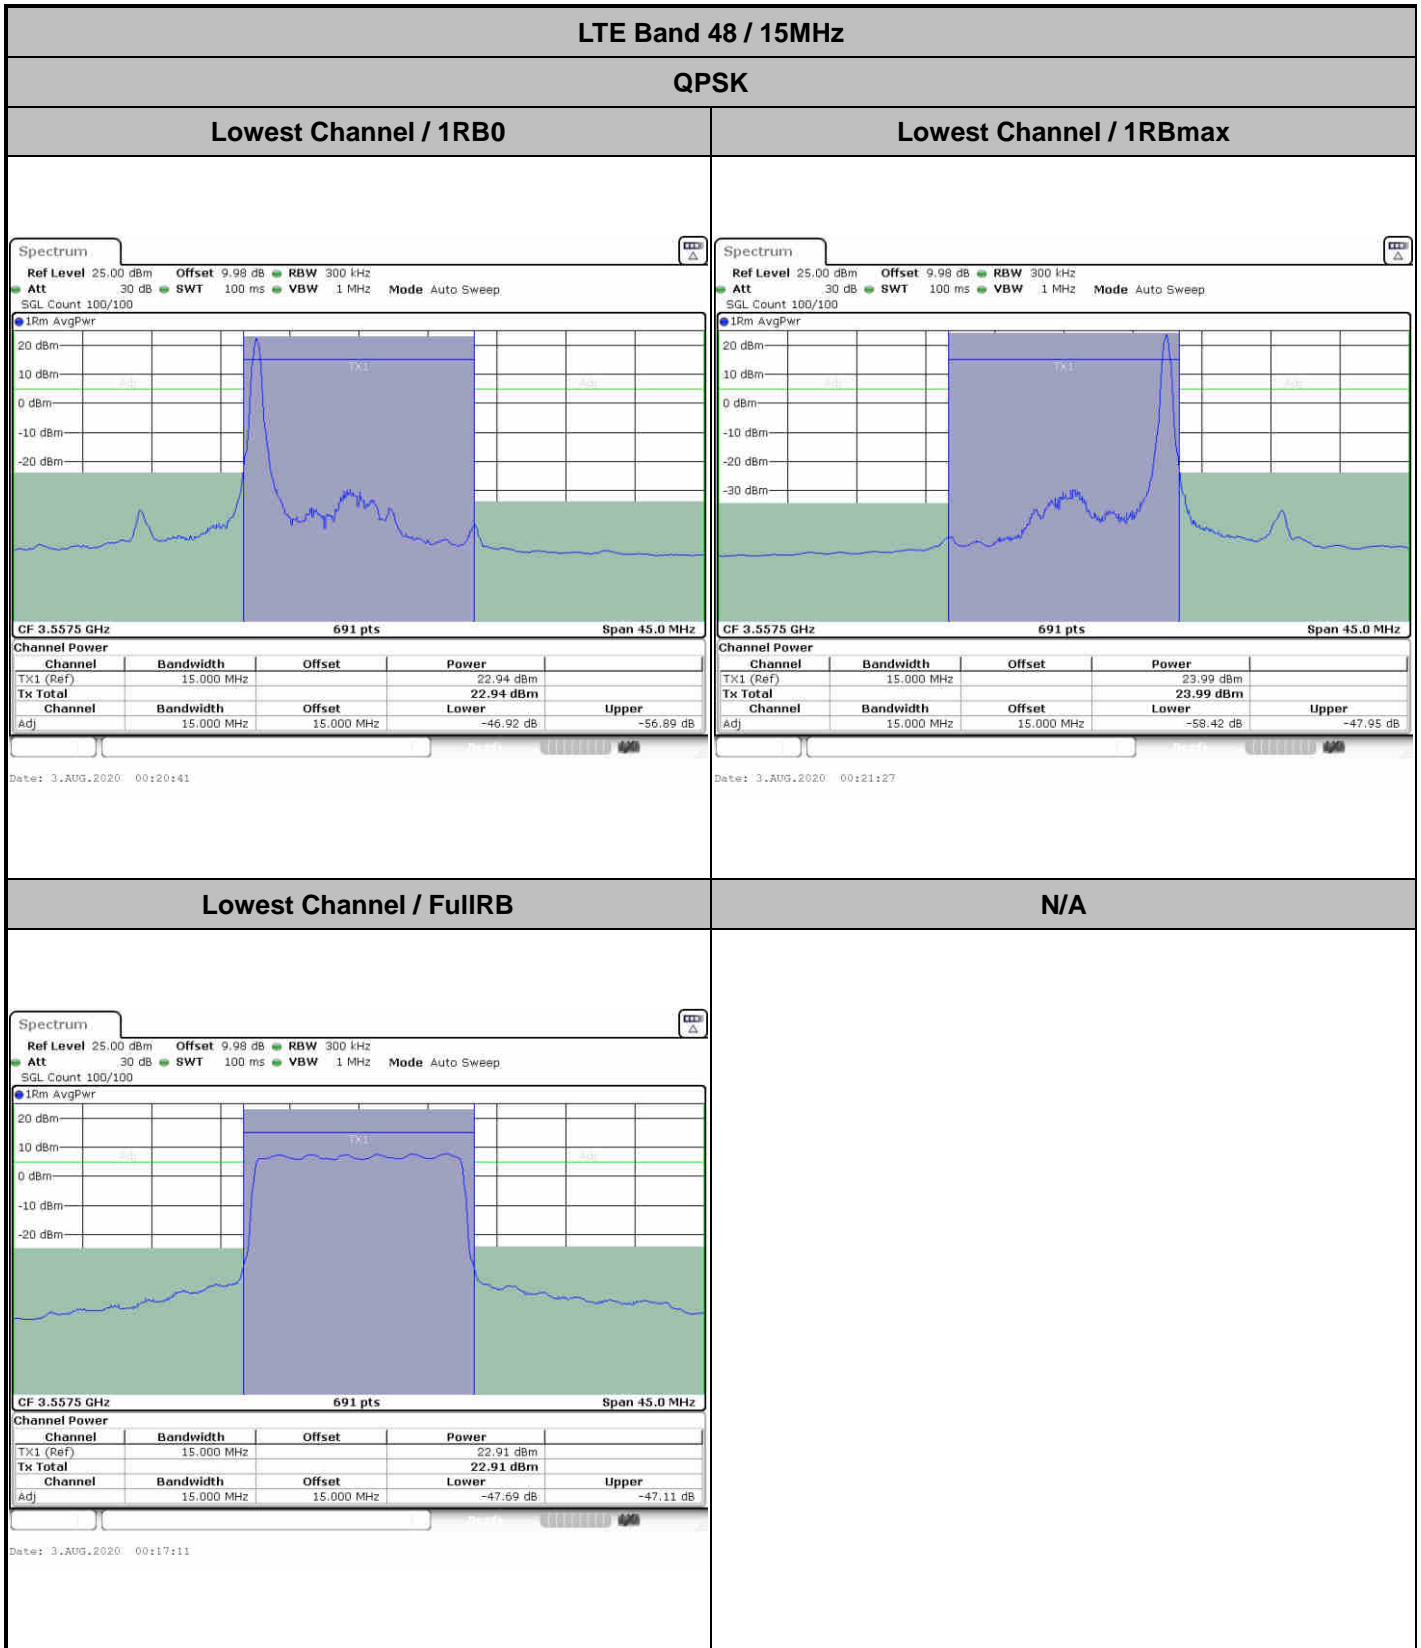 LTE Band 48 / 15MHz
QPSK
Lowest Channel / 1RB0
Lowest Channel / 1RBmax
Spectrum
Ref Level 25.00 dBm Offset 9.98 dB RBW 300 kHz
Att 30 dB SWT 100 ms VBW 1 MHz Mode Auto Sweep
SGL Count 100/100
1Rm AvgPwr
20 dBm
10 dBm
0 dBm
-10 dBm
-20 dBm
Adj
TX1
Adj
CF 3.5575 GHz 691 pts Span 45.0 MHz
Channel Power
Channel Bandwidth Offset Power
TX1 (Ref) 15.000 MHz 22.94 dBm
Tx Total 22.94 dBm
Channel Bandwidth Offset Lower Upper
Adj 15.000 MHz 15.000 MHz -46.92 dB -56.89 dB
Date: 3.AUG.2020 00:20:41
Spectrum
Ref Level 25.00 dBm Offset 9.98 dB RBW 300 kHz
Att 30 dB SWT 100 ms VBW 1 MHz Mode Auto Sweep
SGL Count 100/100
1Rm AvgPwr
20 dBm
10 dBm
0 dBm
-10 dBm
-20 dBm
-30 dBm
Adj
TX1
Adj
CF 3.5575 GHz 691 pts Span 45.0 MHz
Channel Power
Channel Bandwidth Offset Power
TX1 (Ref) 15.000 MHz 23.99 dBm
Tx Total 23.99 dBm
Channel Bandwidth Offset Lower Upper
Adj 15.000 MHz 15.000 MHz -58.42 dB -47.95 dB
Date: 3.AUG.2020 00:21:27
Lowest Channel / FullRB
N/A
Spectrum
Ref Level 25.00 dBm Offset 9.98 dB RBW 300 kHz
Att 30 dB SWT 100 ms VBW 1 MHz Mode Auto Sweep
SGL Count 100/100
1Rm AvgPwr
20 dBm
10 dBm
0 dBm
-10 dBm
-20 dBm
Adj
TX1
Adj
CF 3.5575 GHz 691 pts Span 45.0 MHz
Channel Power
Channel Bandwidth Offset Power
TX1 (Ref) 15.000 MHz 22.91 dBm
Tx Total 22.91 dBm
Channel Bandwidth Offset Lower Upper
Adj 15.000 MHz 15.000 MHz -47.69 dB -47.11 dB
Date: 3.AUG.2020 00:17:11